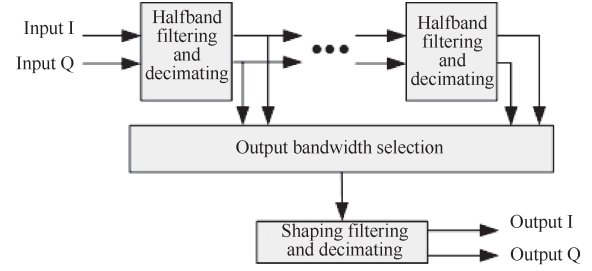 Input I
Input Q
Halfband
filtering
and
decimating
Halfband
filtering
and
decimating
Output bandwidth selection
Shaping filtering
and decimating
Output I
Output Q